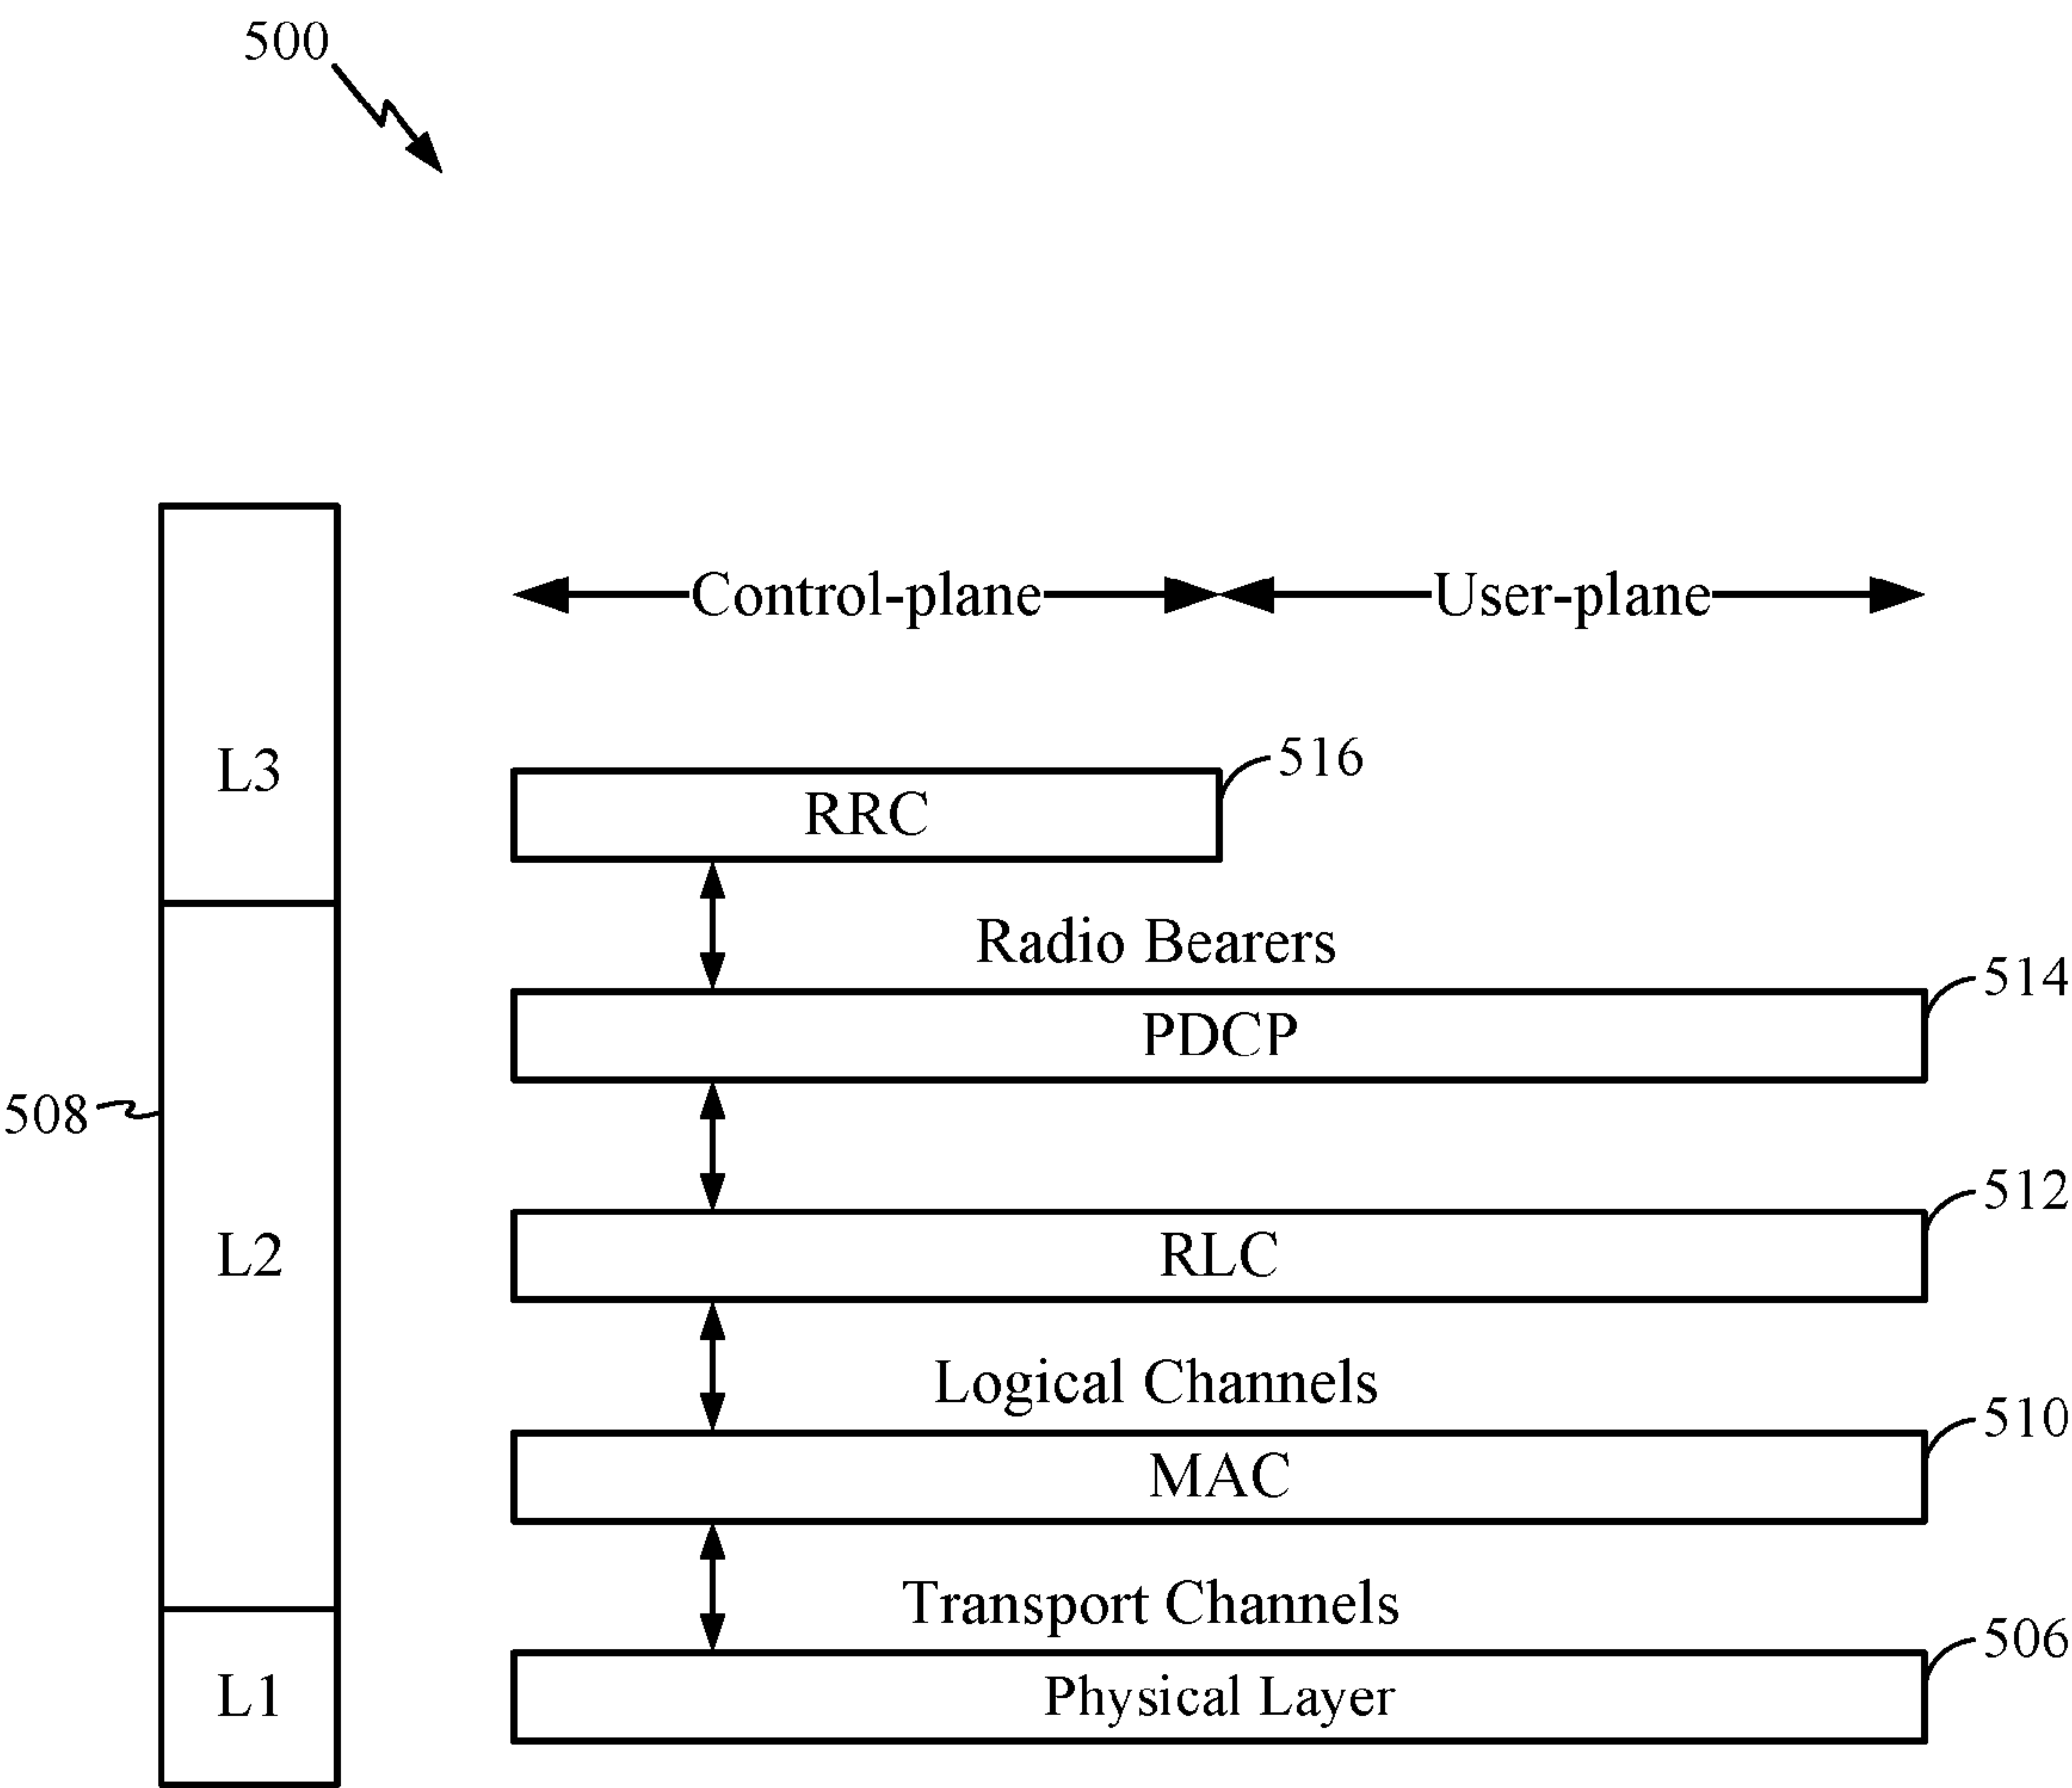 500
Control-plane
User-plane
L3
516
RRC
Radio Bearers
514
PDCP
508
512
L2
RLC
Logical Channels
510
MAC
Transport Channels
506
L1
Physical Layer